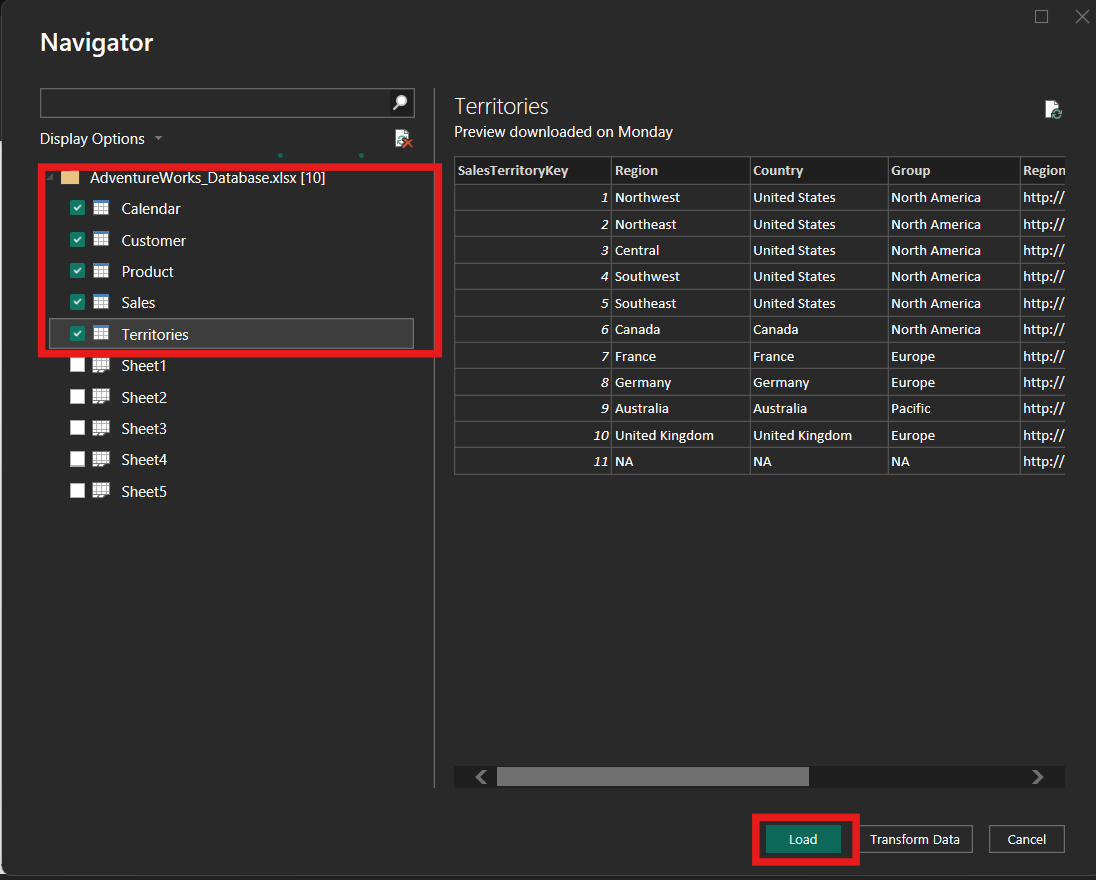 Navigator
Display Options
AdventureWorks_Database.xlsx [10]
Calendar
Customer
Product
Sales
Territories
Sheet1
Sheet2
Sheet3
Sheet4
Sheet5
Territories
Preview downloaded on Monday
SalesTerritoryKey Region Country Group Region
1 Northwest United States North America http://
2 Northeast United States North America http://
3 Central United States North America http://
4 Southwest United States North America http://
5 Southeast United States North America http://
6 Canada Canada North America http://
7 France France Europe http://
8 Germany Germany Europe http://
9 Australia Australia Pacific http://
10 United Kingdom United Kingdom Europe http://
11 NA NA NA http://
Load Transform Data Cancel